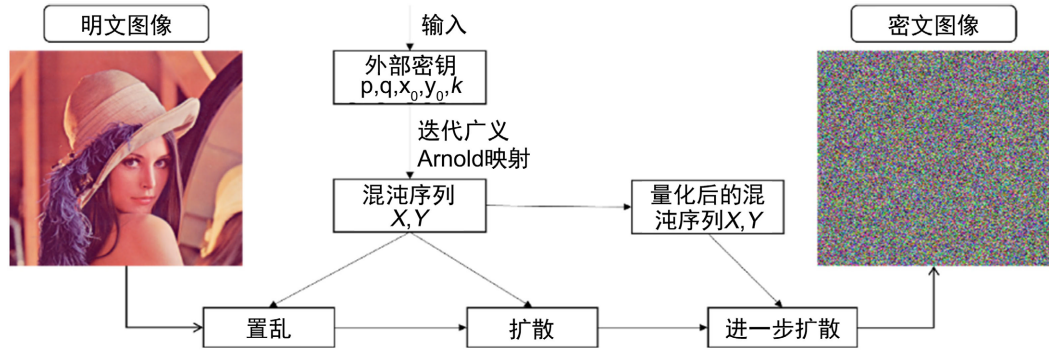 明文图像
输入
密文图像
外部密钥
p,q,x₀,y₀,k
迭代广义
Arnold映射
混沌序列
X,Y
量化后的混
沌序列X,Y
置乱
扩散
进一步扩散